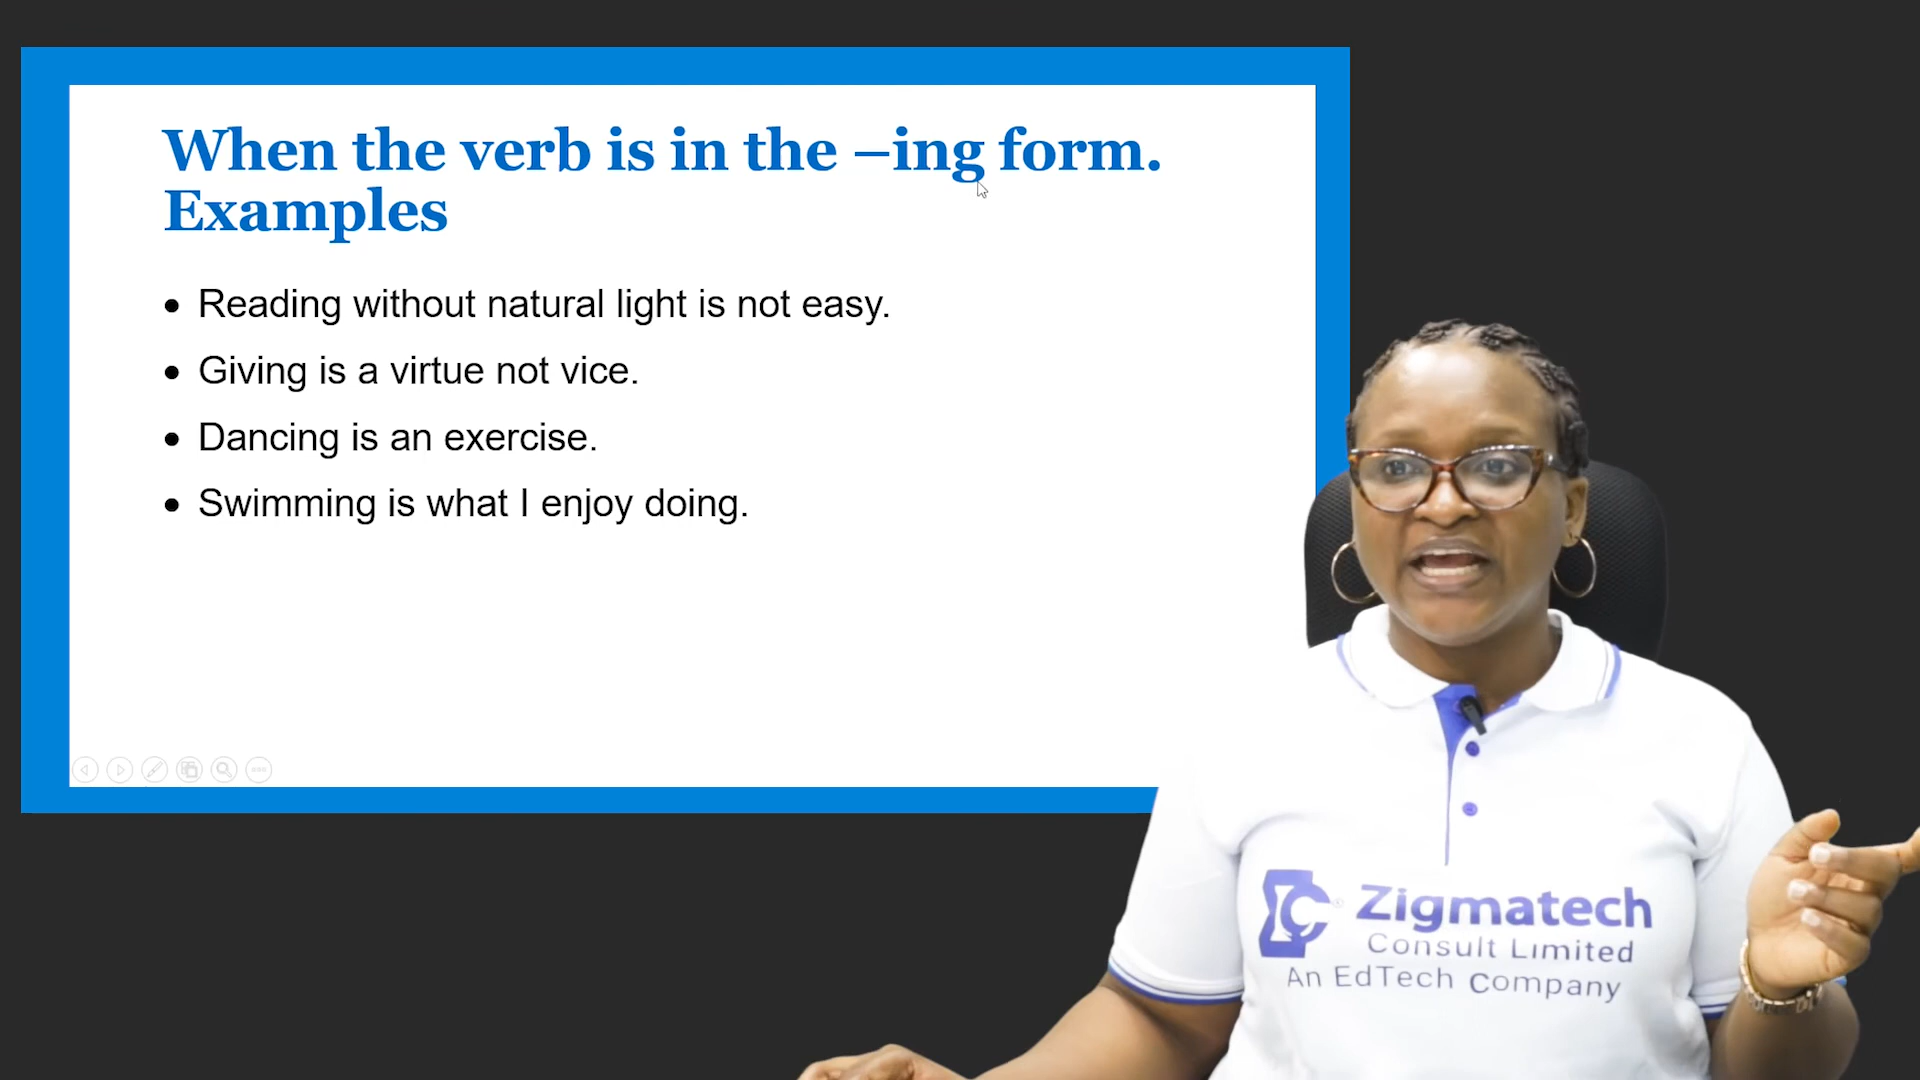 When the verb is in the –ing form.
Examples
• Reading without natural light is not easy.
• Giving is a virtue not vice.
• Dancing is an exercise.
• Swimming is what I enjoy doing.
Zigmatech
Consult Limited
An EdTech Company